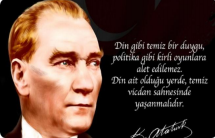 Din gibi temiz bir duygu,
politika gibi kirli oyunlara
alet edilemez.
Din ait olduğu yerde, temiz
vicdan sahnesinde
yaşanmalıdır.
K. Atatürk